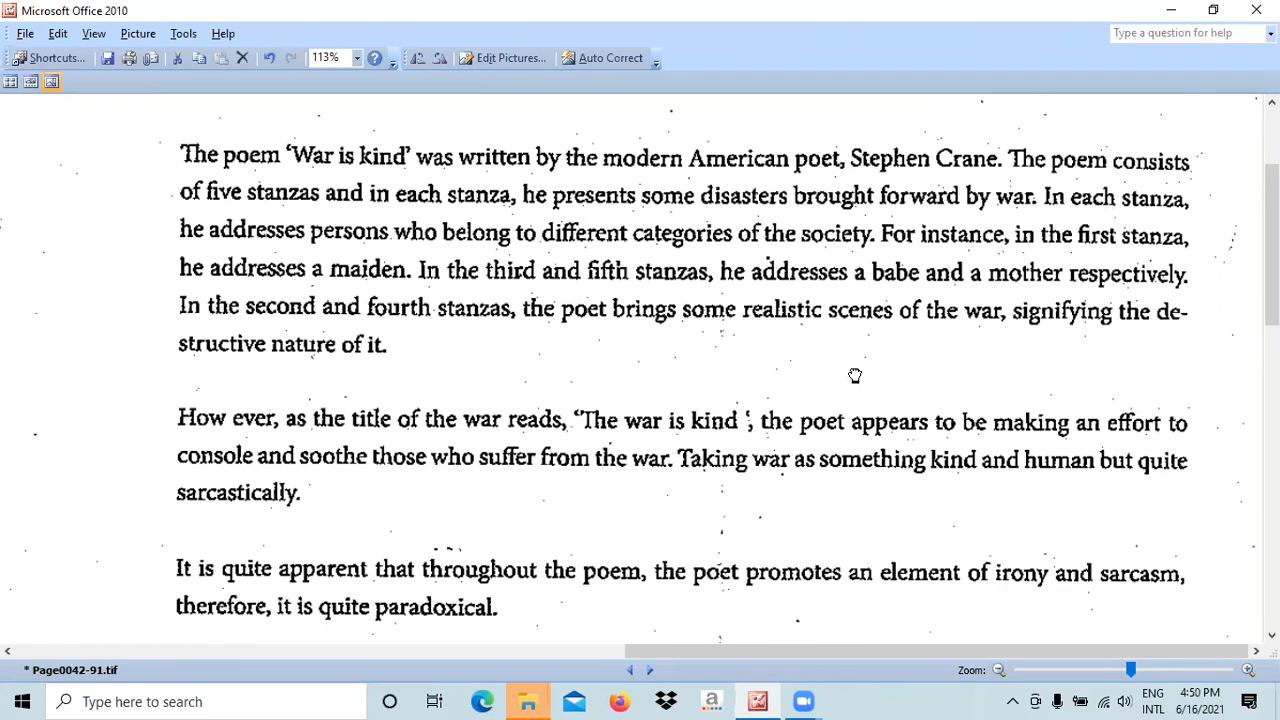 Microsoft Office 2010
File Edit View Picture Tools Help
Type a question for help
Shortcuts... 113% Edit Pictures... Auto Correct
The poem ‘War is kind’ was written by the modern American poet, Stephen Crane. The poem consists
of five stanzas and in each stanza, he presents some disasters brought forward by war. In each stanza,
he addresses persons who belong to different categories of the society. For instance, in the first stanza,
he addresses a maiden. In the third and fifth stanzas, he addresses a babe and a mother respectively.
In the second and fourth stanzas, the poet brings some realistic scenes of the war, signifying the de-
structive nature of it.
How ever, as the title of the war reads, ‘The war is kind ‘, the poet appears to be making an effort to
console and soothe those who suffer from the war. Taking war as something kind and human but quite
sarcastically.
It is quite apparent that throughout the poem, the poet promotes an element of irony and sarcasm,
therefore, it is quite paradoxical.
* Page0042-91.tif
Zoom:
Type here to search
ENG 4:50 PM
INTL 6/16/2021